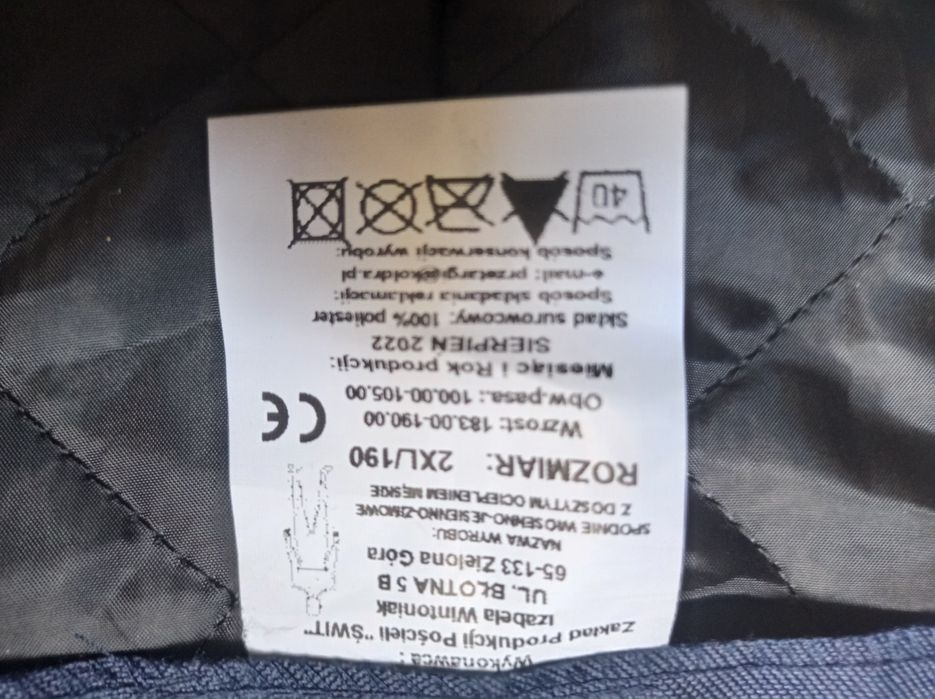 Wykonawca :
Zakład Produkcji Pościeli "ŚWIT"
Izabela Wintoniak
UL. BŁOTNA 5 B
65-133 Zielona Góra
NAZWA WYROBU:
SPODNIE WIOSENNO-JESIENNO-ZIMOWE
Z DOSZYTYM OCIEPLENIEM MĘSKIE
ROZMIAR: 2XL/190
Wzrost: 183.00-190.00
Obw.pasa.: 100.00-105.00
CE
Miesiąc i Rok produkcji:
SIERPIEŃ 2022
Skład surowcowy: 100% poliester
Sposób składania reklamacji:
e-mail: przetargi@koldra.pl
Sposób konserwacji wyrobu:
40